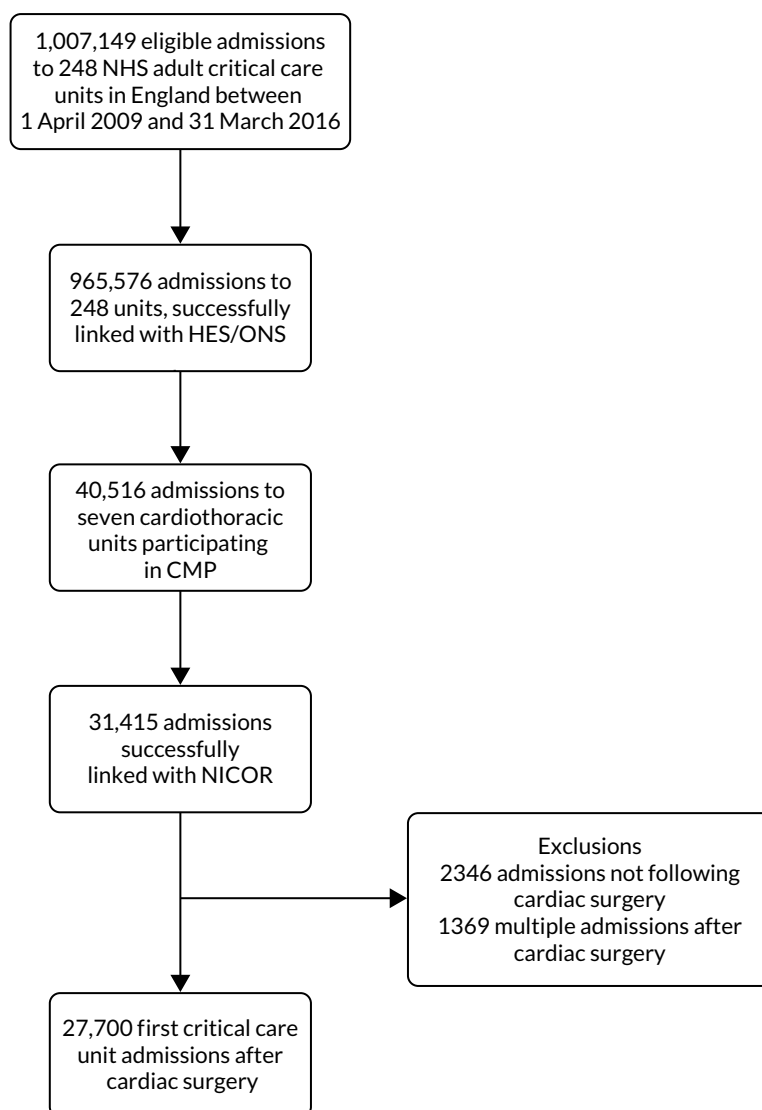 1,007,149 eligible admissions
to 248 NHS adult critical care
units in England between
1 April 2009 and 31 March 2016
965,576 admissions to
248 units, successfully
linked with HES/ONS
40,516 admissions to
seven cardiothoracic
units participating
in CMP
31,415 admissions
successfully
linked with NICOR
Exclusions
2346 admissions not following
cardiac surgery
1369 multiple admissions after
cardiac surgery
27,700 first critical care
unit admissions after
cardiac surgery